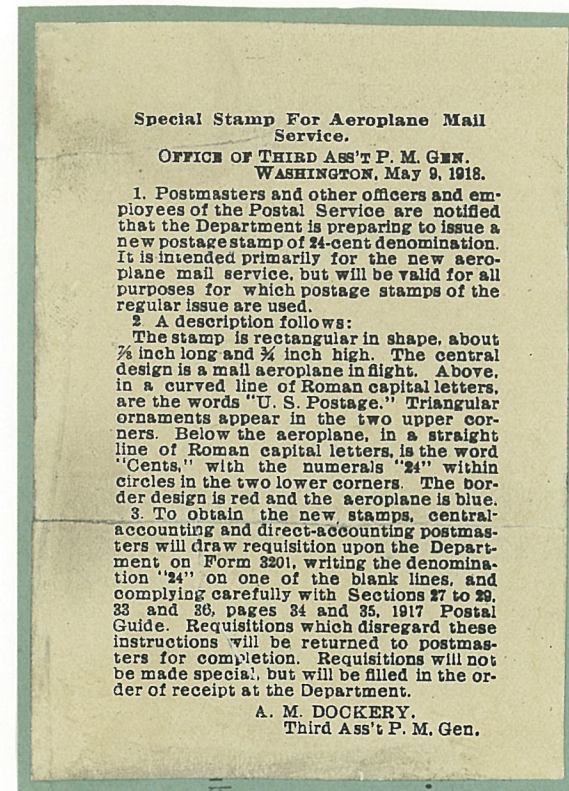 Special Stamp For Aeroplane Mail
Service.
OFFICE OF THIRD ASS'T P. M. GEN.
WASHINGTON, May 9, 1918.
1. Postmasters and other officers and em-
ployees of the Postal Service are notified
that the Department is preparing to issue a
new postage stamp of 24-cent denomination.
It is intended primarily for the new aero-
plane mail service, but will be valid for all
purposes for which postage stamps of the
regular issue are used.
2 A description follows:
The stamp is rectangular in shape, about
⅞ inch long and ¾ inch high. The central
design is a mail aeroplane in flight. Above,
in a curved line of Roman capital letters,
are the words "U. S. Postage." Triangular
ornaments appear in the two upper cor-
ners. Below the aeroplane, in a straight
line of Roman capital letters, is the word
"Cents," with the numerals "24" within
circles in the two lower corners. The bor-
der design is red and the aeroplane is blue.
3. To obtain the new stamps, central-
accounting and direct-accounting postmas-
ters will draw requisition upon the Depart-
ment on Form 3201, writing the denomina-
tion "24" on one of the blank lines, and
complying carefully with Sections 27 to 29,
33 and 36, pages 34 and 35, 1917 Postal
Guide. Requisitions which disregard these
instructions will be returned to postmas-
ters for completion. Requisitions will not
be made special, but will be filled in the or-
der of receipt at the Department.
A. M. DOCKERY.
Third Ass't P. M. Gen.